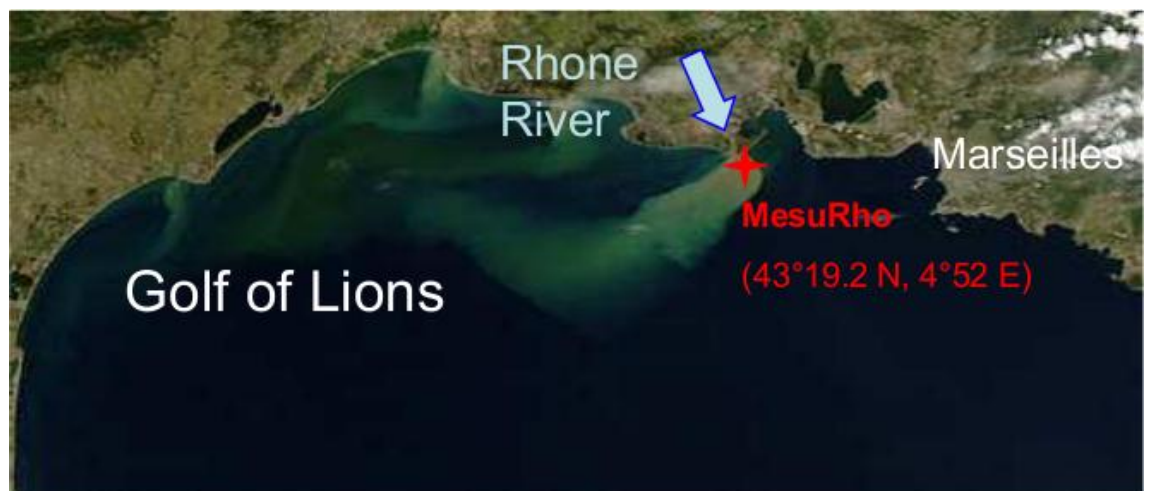 Rhone
River
Marseilles
MesuRho
(43°19.2 N, 4°52 E)
Golf of Lions